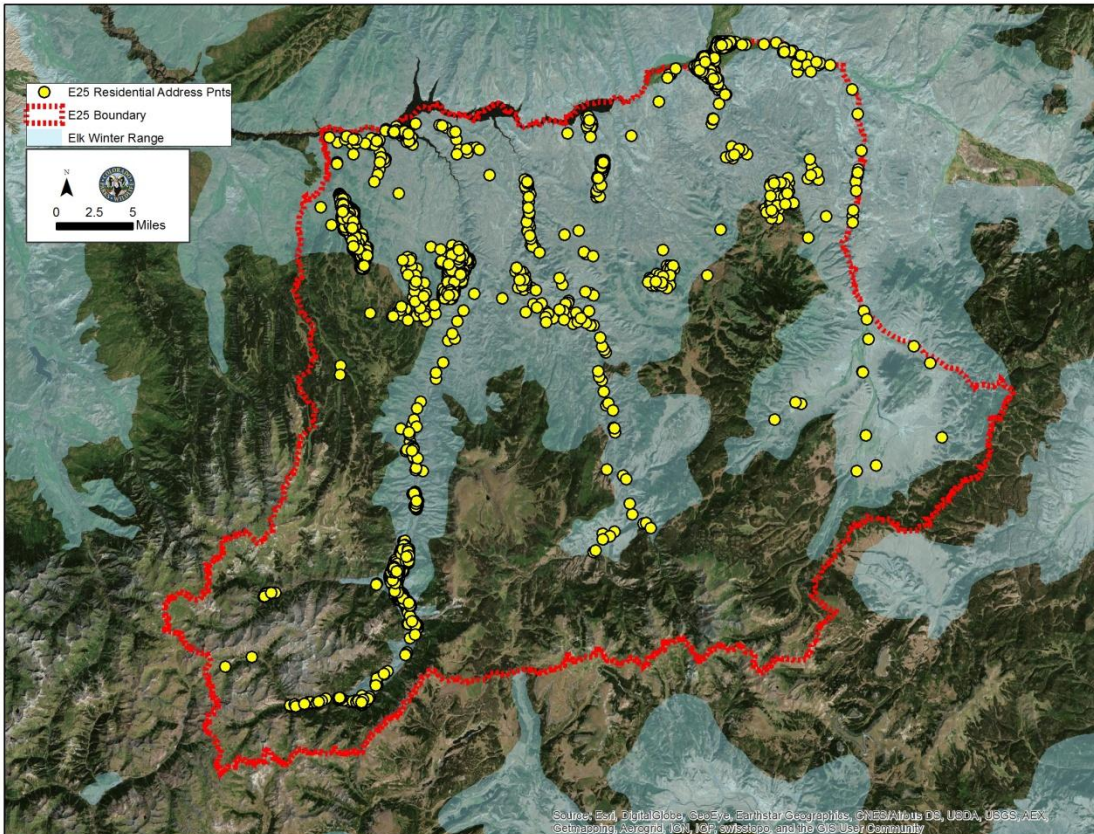 E25 Residential Address Pnts
E25 Boundary
Elk Winter Range
N
0 2.5 5
Miles
Source: Esri, DigitalGlobe, GeoEye, Earthstar Geographics, CNES/Airbus DS, USDA, USGS, AEX,
Getmapping, Aerogrid, IGN, IGP, swisstopo, and the GIS User Community